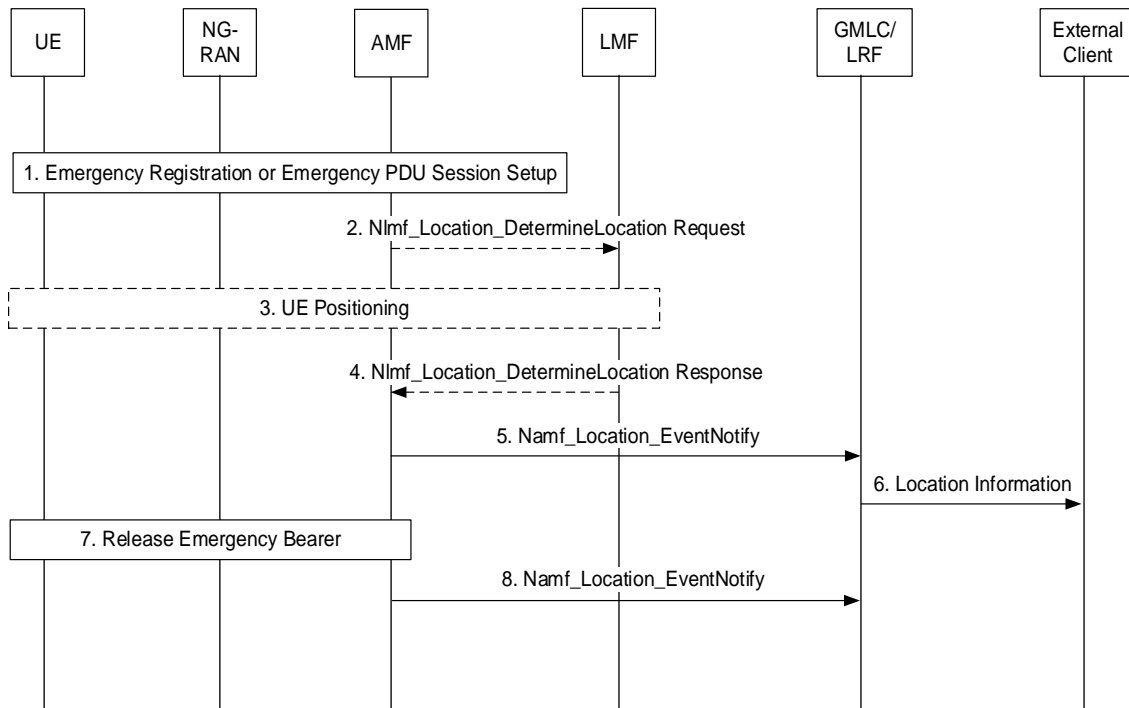 UE
NG-
RAN
AMF
LMF
GMLC/
LRF
External
Client
1. Emergency Registration or Emergency PDU Session Setup
2. Nlmf_Location_DetermineLocation Request
3. UE Positioning
4. Nlmf_Location_DetermineLocation Response
5. Namf_Location_EventNotify
6. Location Information
7. Release Emergency Bearer
8. Namf_Location_EventNotify